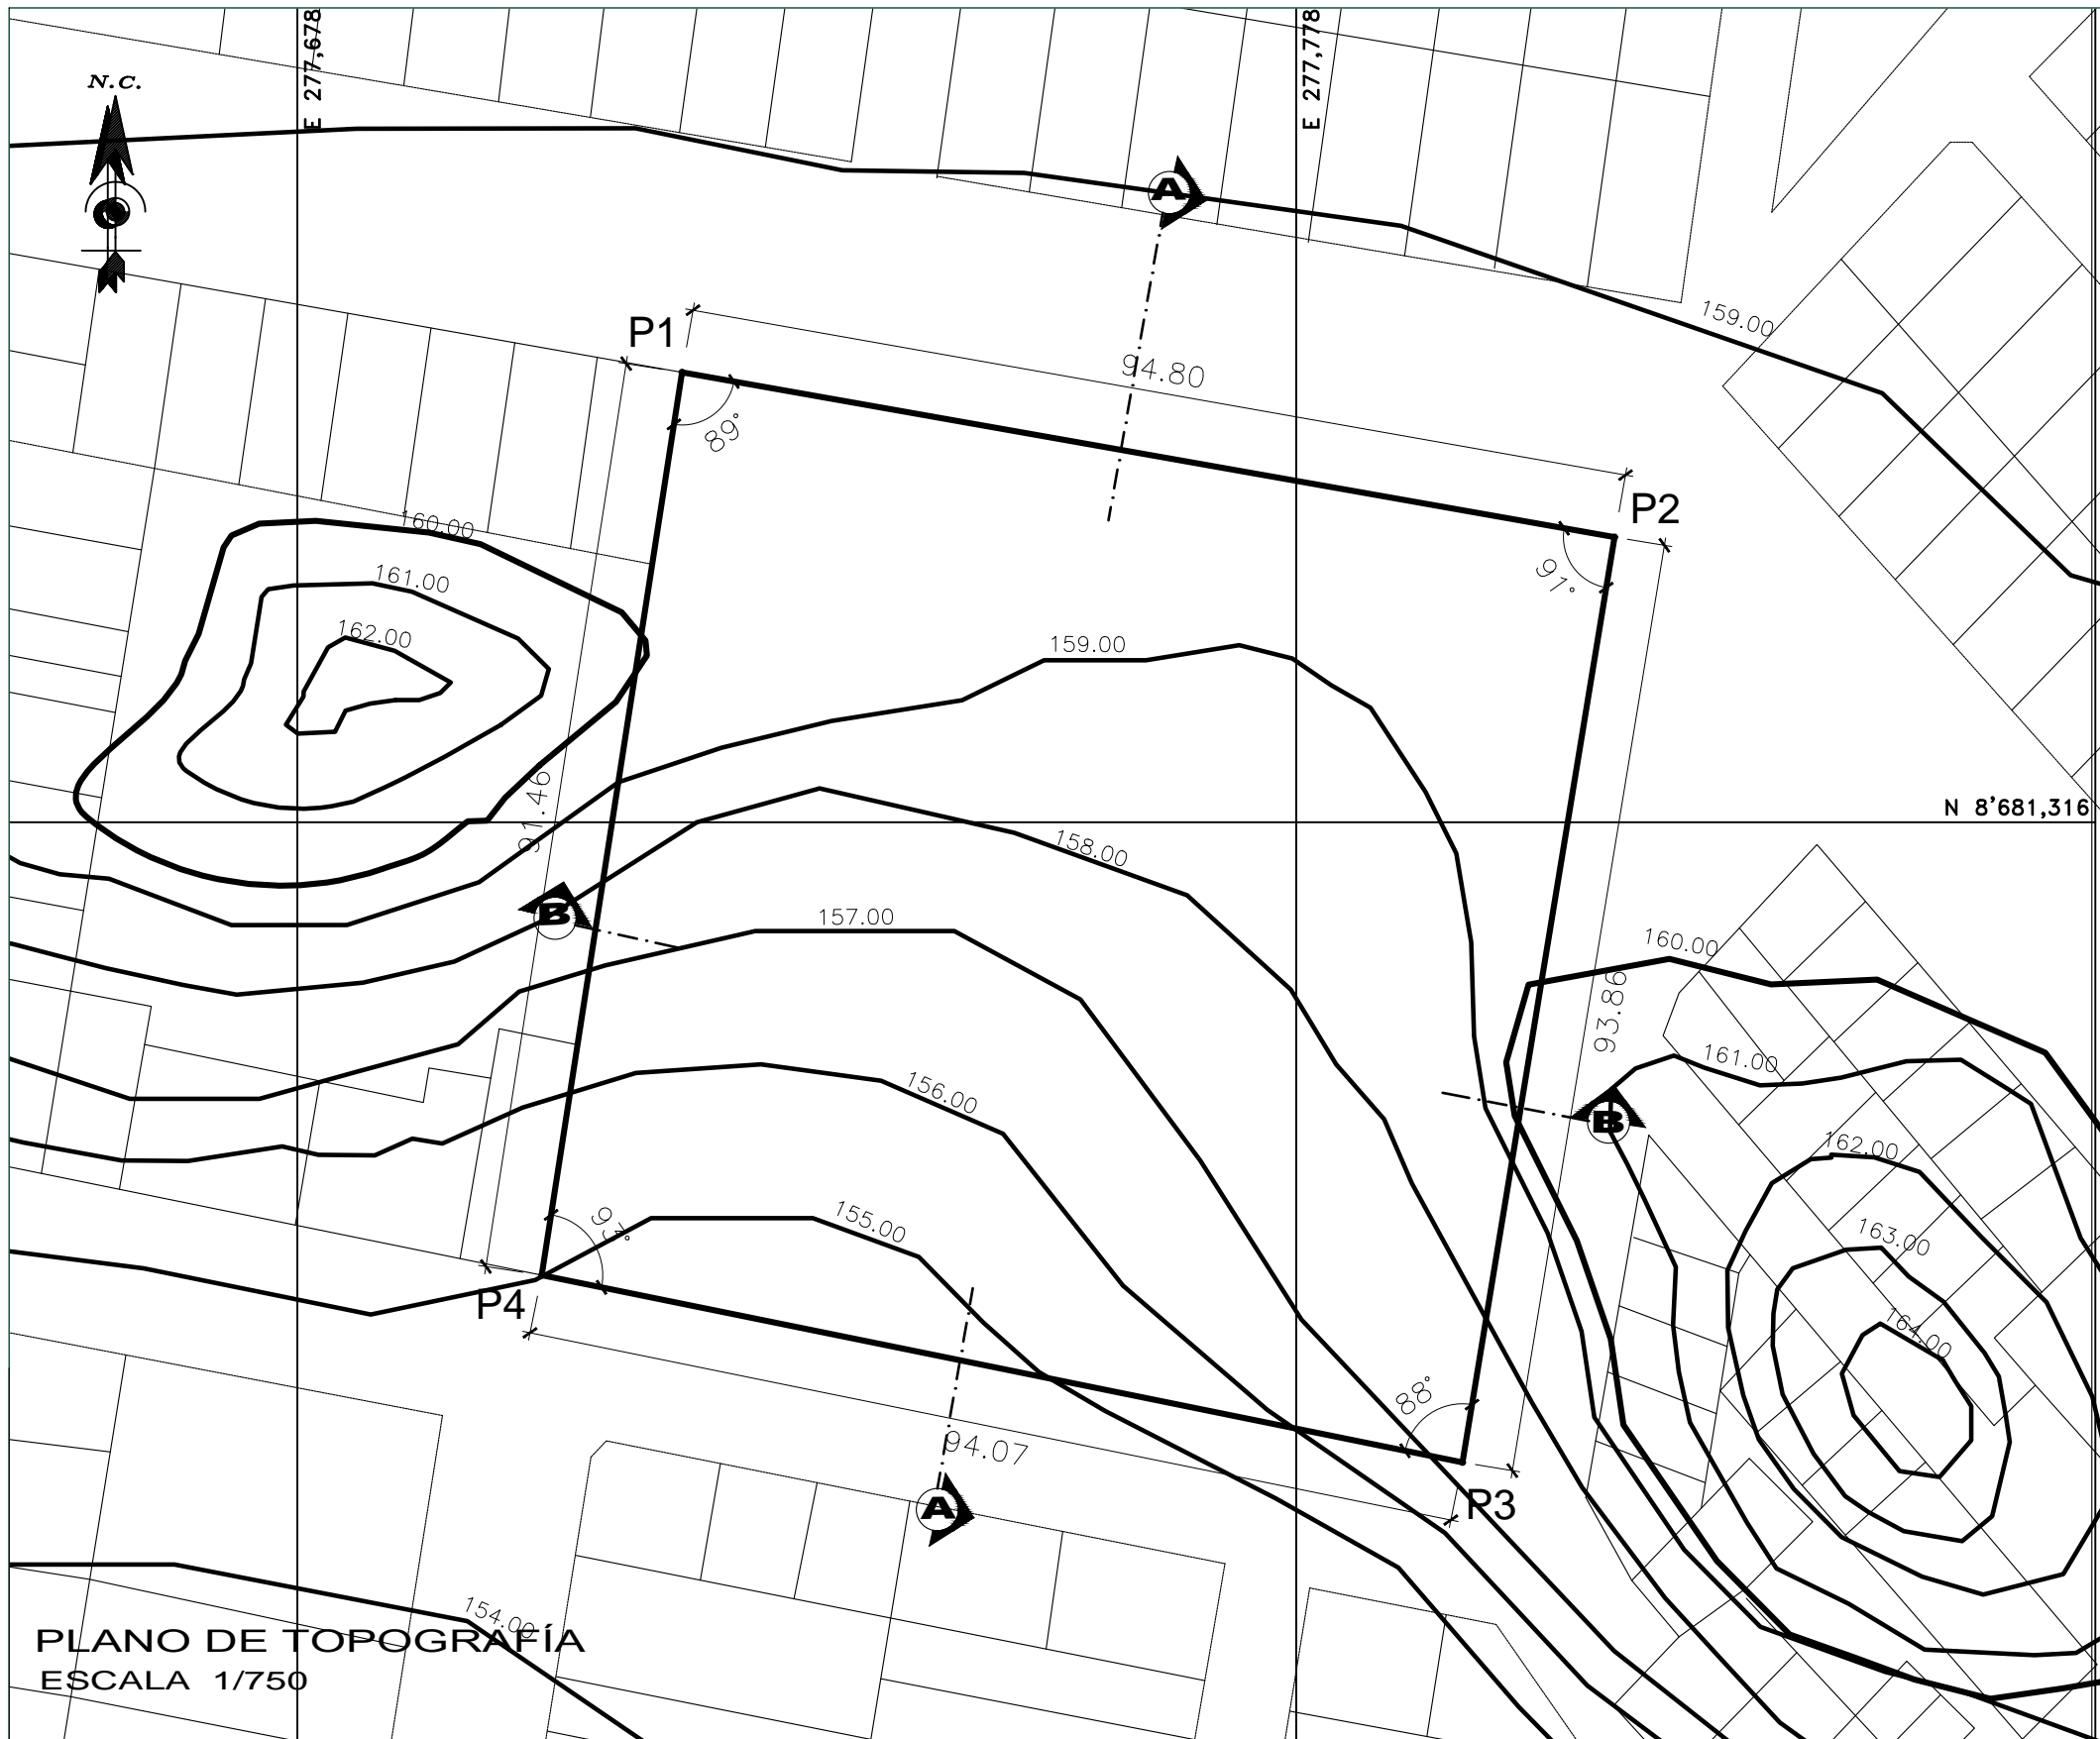 E 277,678
E 277,778
N.C.
A
159.00
P1
94.80
89°
P2
91°
160.00
161.00
162.00
159.00
91.46
N 8'681,316
158.00
B
157.00
160.00
93.86
161.00
156.00
B
162.00
93°
155.00
163.00
P4
164.00
88°
94.07
A
P3
154.00
PLANO DE TOPOGRAFÍA
ESCALA 1/750